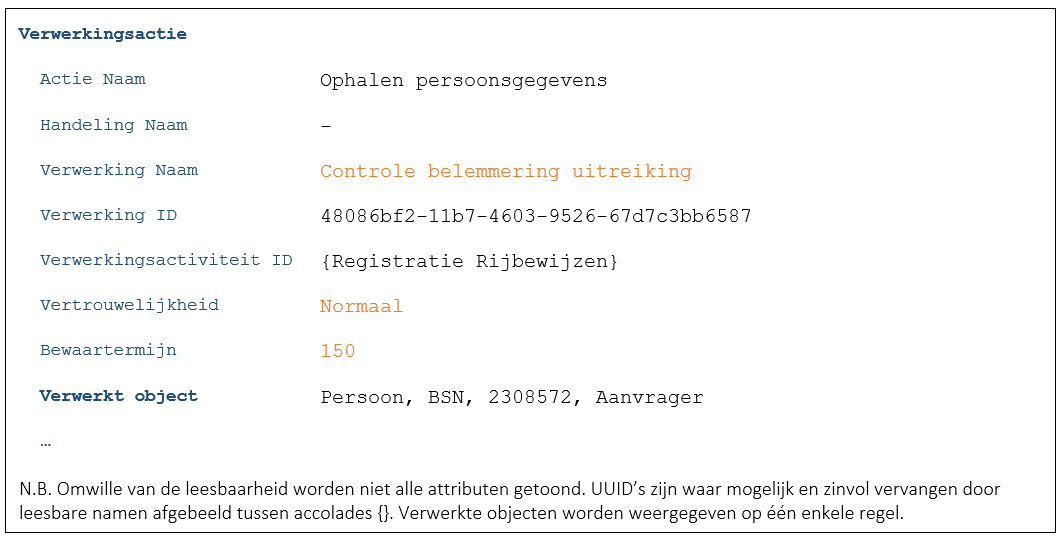 Verwerkingsactie
Actie Naam Ophalen persoonsgegevens
Handeling Naam –
Verwerking Naam Controle belemmering uitreiking
Verwerking ID 48086bf2-11b7-4603-9526-67d7c3bb6587
Verwerkingsactiviteit ID {Registratie Rijbewijzen}
Vertrouwelijkheid Normaal
Bewaartermijn 150
Verwerkt object Persoon, BSN, 2308572, Aanvrager
…
N.B. Omwille van de leesbaarheid worden niet alle attributen getoond. UUID’s zijn waar mogelijk en zinvol vervangen door
leesbare namen afgebeeld tussen accolades {}. Verwerkte objecten worden weergegeven op één enkele regel.